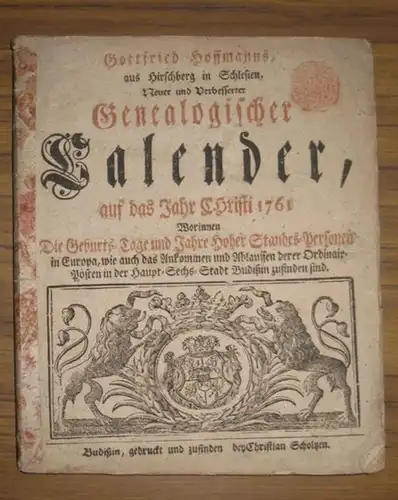 Gottfried Hoffmanns,
aus Hirschberg in Schlesien,
Neuer und Verbesserter
Genealogischer
Calender,
auf das Jahr CHristi 1761
Worinnen
Die Geburts-Tage und Jahre Hoher Standes-Personen
in Europa, wie auch das Ankommen und Ablauffen derer Ordinair-
Posten in der Haupt-Sechs-Stadt Budißin zufinden sind.
Budißin, gedruckt und zufinden bey Christian Scholtzen.